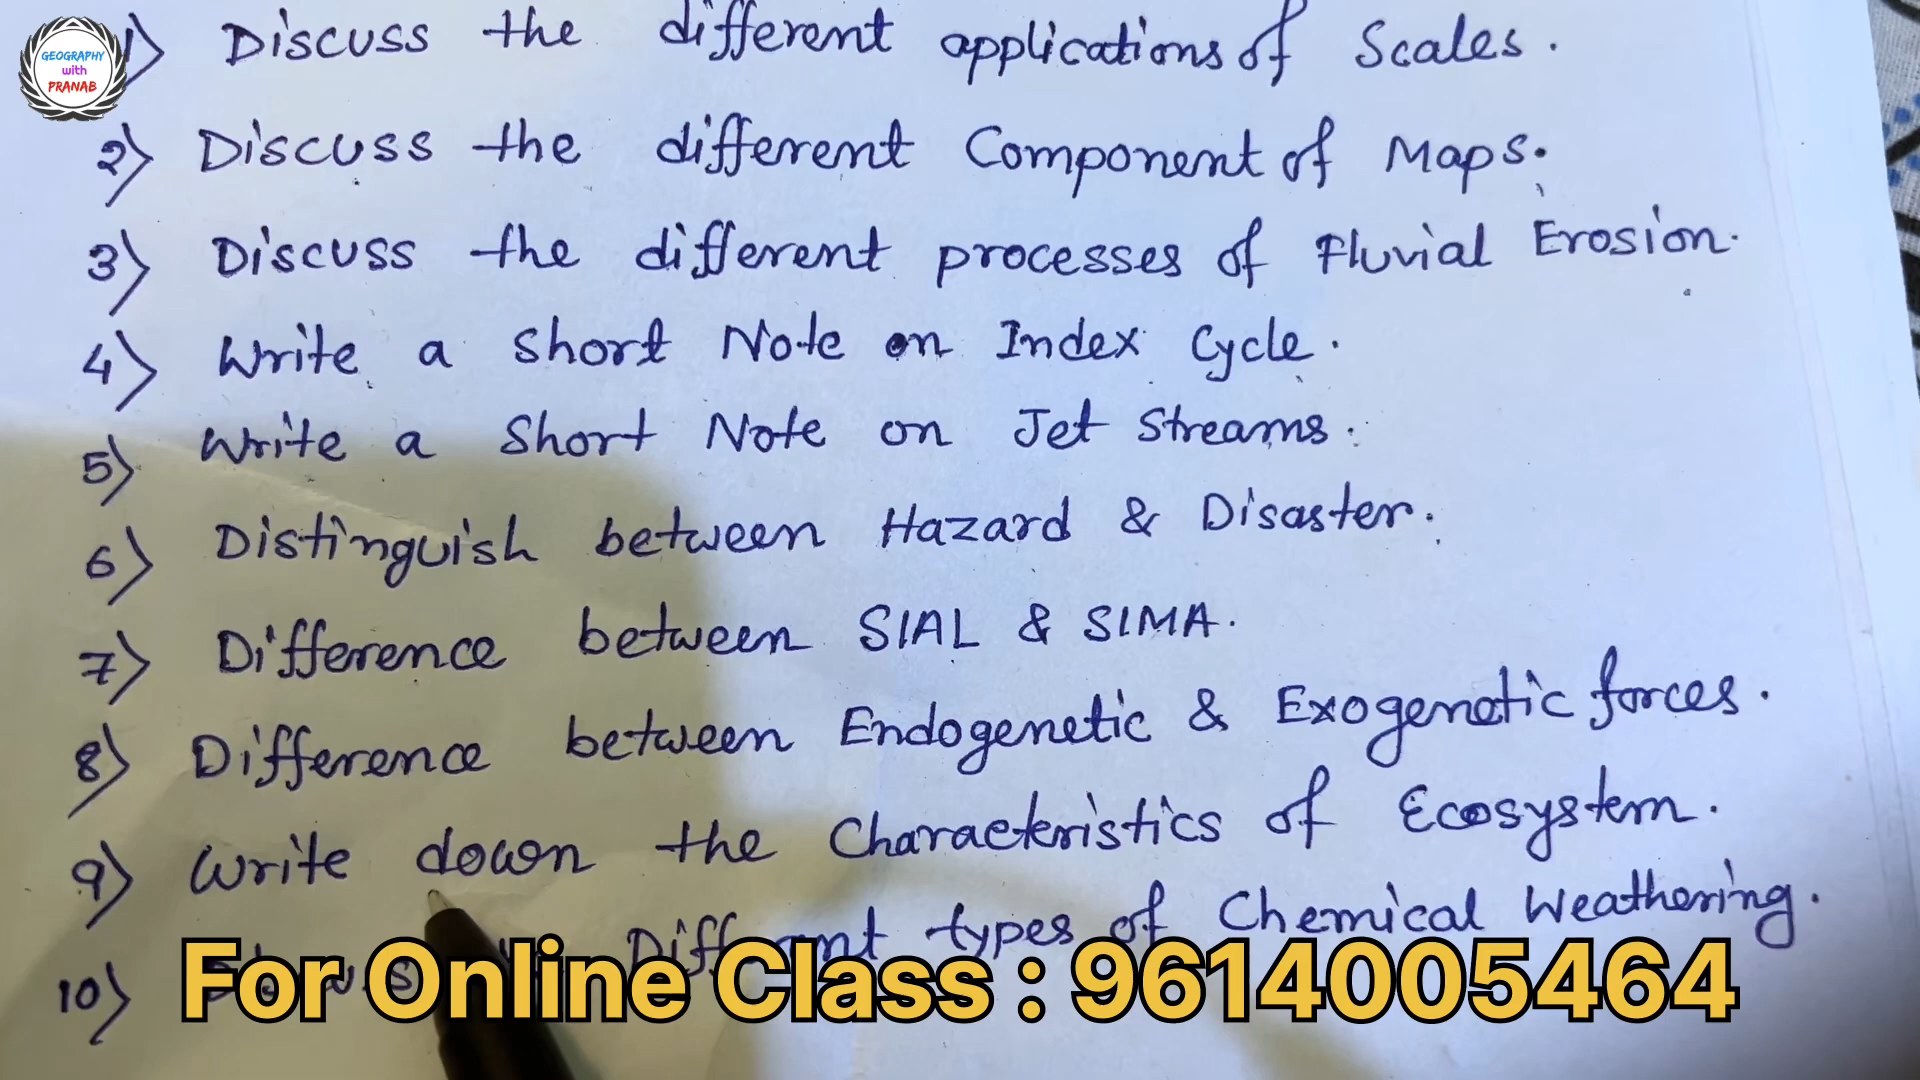 GEOGRAPHY
with
PRANAB
1) Discuss the different applications of Scales.
2) Discuss the different Component of Maps.
3) Discuss the different processes of Fluvial Erosion.
4) Write a Short Note on Index Cycle.
5) Write a Short Note on Jet Streams.
6) Distinguish between Hazard & Disaster.
7) Difference between SIAL & SIMA.
8) Difference between Endogenetic & Exogenetic forces.
9) Write down the Characteristics of Ecosystem.
10) Different types of Chemical Weathering.
For Online Class : 9614005464